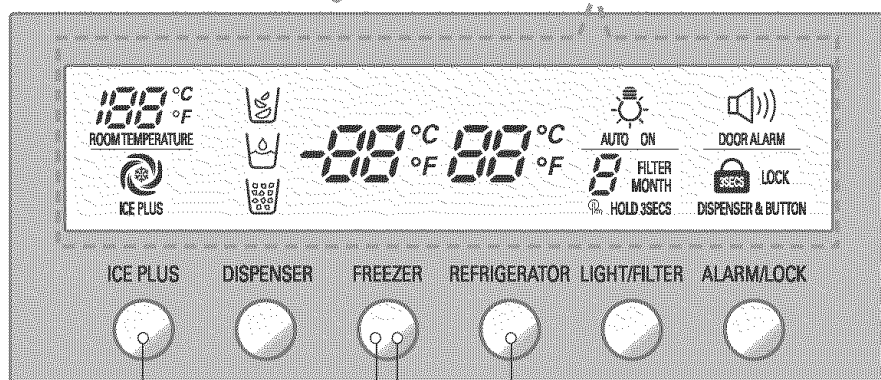 188 °C
°F
ROOM TEMPERATURE
ICE PLUS
-88 °C 88 °C
°F °F
AUTO ON
8 FILTER
MONTH
HOLD 3SECS
DOOR ALARM
3SECS LOCK
DISPENSER & BUTTON
ICE PLUS DISPENSER FREEZER REFRIGERATOR LIGHT/FILTER ALARM/LOCK